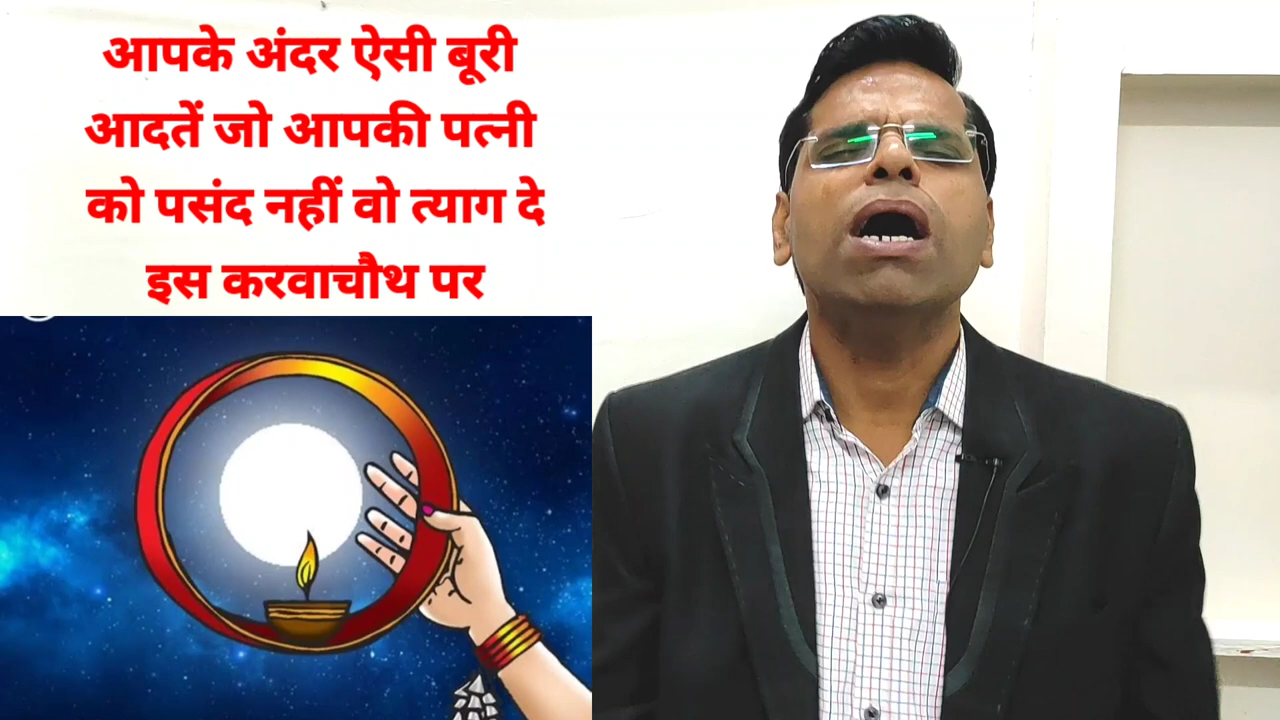 आपके अंदर ऐसी बूरी
आदतें जो आपकी पत्नी
को पसंद नहीं वो त्याग दे
इस करवाचौथ पर